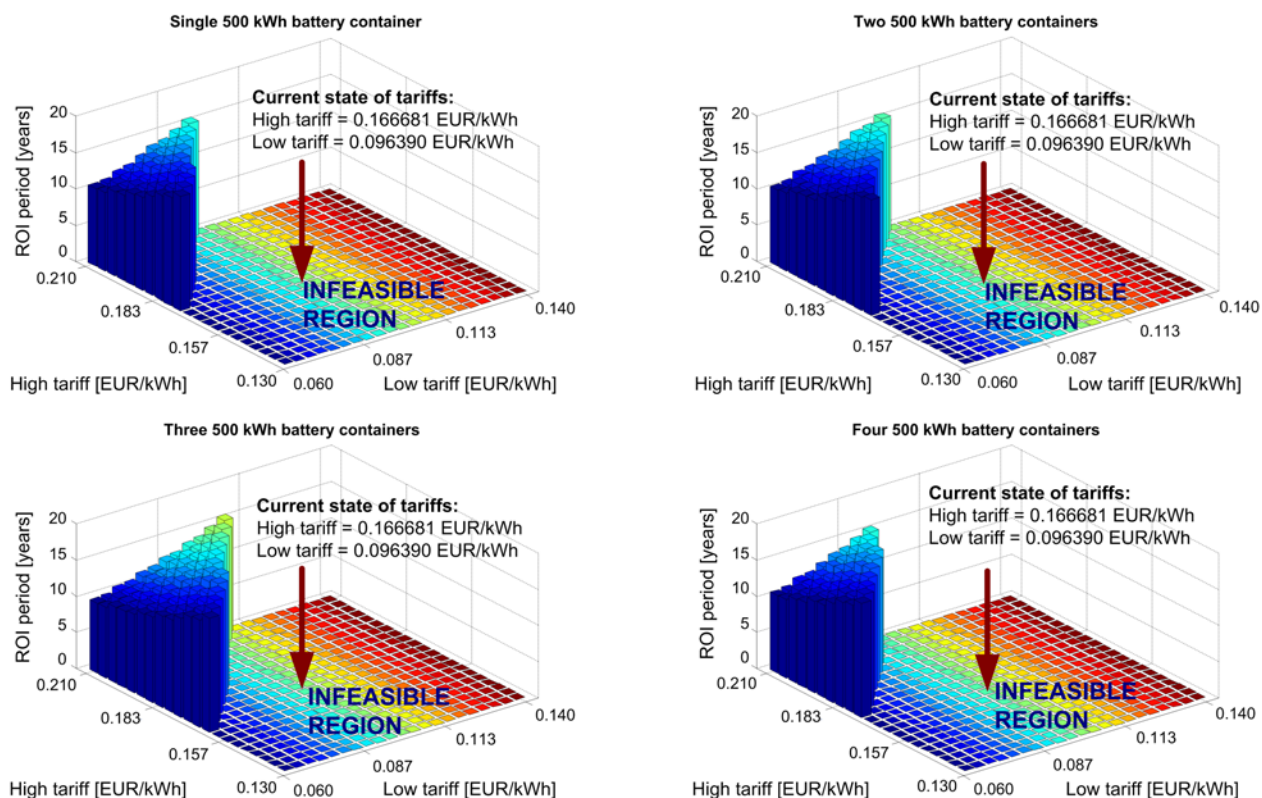 Single 500 kWh battery container
Current state of tariffs:
High tariff = 0.166681 EUR/kWh
Low tariff = 0.096390 EUR/kWh
ROI period [years]
20
15
10
5
0
0.210
0.183
0.157
0.130
High tariff [EUR/kWh]
INFEASIBLE
REGION
0.140
0.113
0.087
0.060
Low tariff [EUR/kWh]
Two 500 kWh battery containers
Current state of tariffs:
High tariff = 0.166681 EUR/kWh
Low tariff = 0.096390 EUR/kWh
ROI period [years]
20
15
10
5
0
0.210
0.183
0.157
0.130
High tariff [EUR/kWh]
INFEASIBLE
REGION
0.140
0.113
0.087
0.060
Low tariff [EUR/kWh]
Three 500 kWh battery containers
Current state of tariffs:
High tariff = 0.166681 EUR/kWh
Low tariff = 0.096390 EUR/kWh
ROI period [years]
20
15
10
5
0
0.210
0.183
0.157
0.130
High tariff [EUR/kWh]
INFEASIBLE
REGION
0.140
0.113
0.087
0.060
Low tariff [EUR/kWh]
Four 500 kWh battery containers
Current state of tariffs:
High tariff = 0.166681 EUR/kWh
Low tariff = 0.096390 EUR/kWh
ROI period [years]
20
15
10
5
0
0.210
0.183
0.157
0.130
High tariff [EUR/kWh]
INFEASIBLE
REGION
0.140
0.113
0.087
0.060
Low tariff [EUR/kWh]